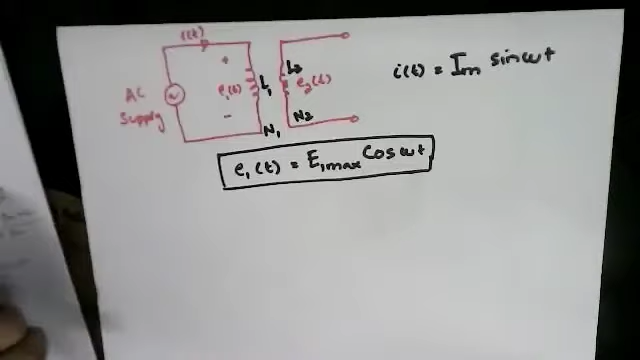 i(t)
AC
Supply
+
e₁(t)
-
L₁
N₁
L₂
e₂(t)
N₂
i(t) = Im sinωt
e₁(t) = E₁max Cosωt